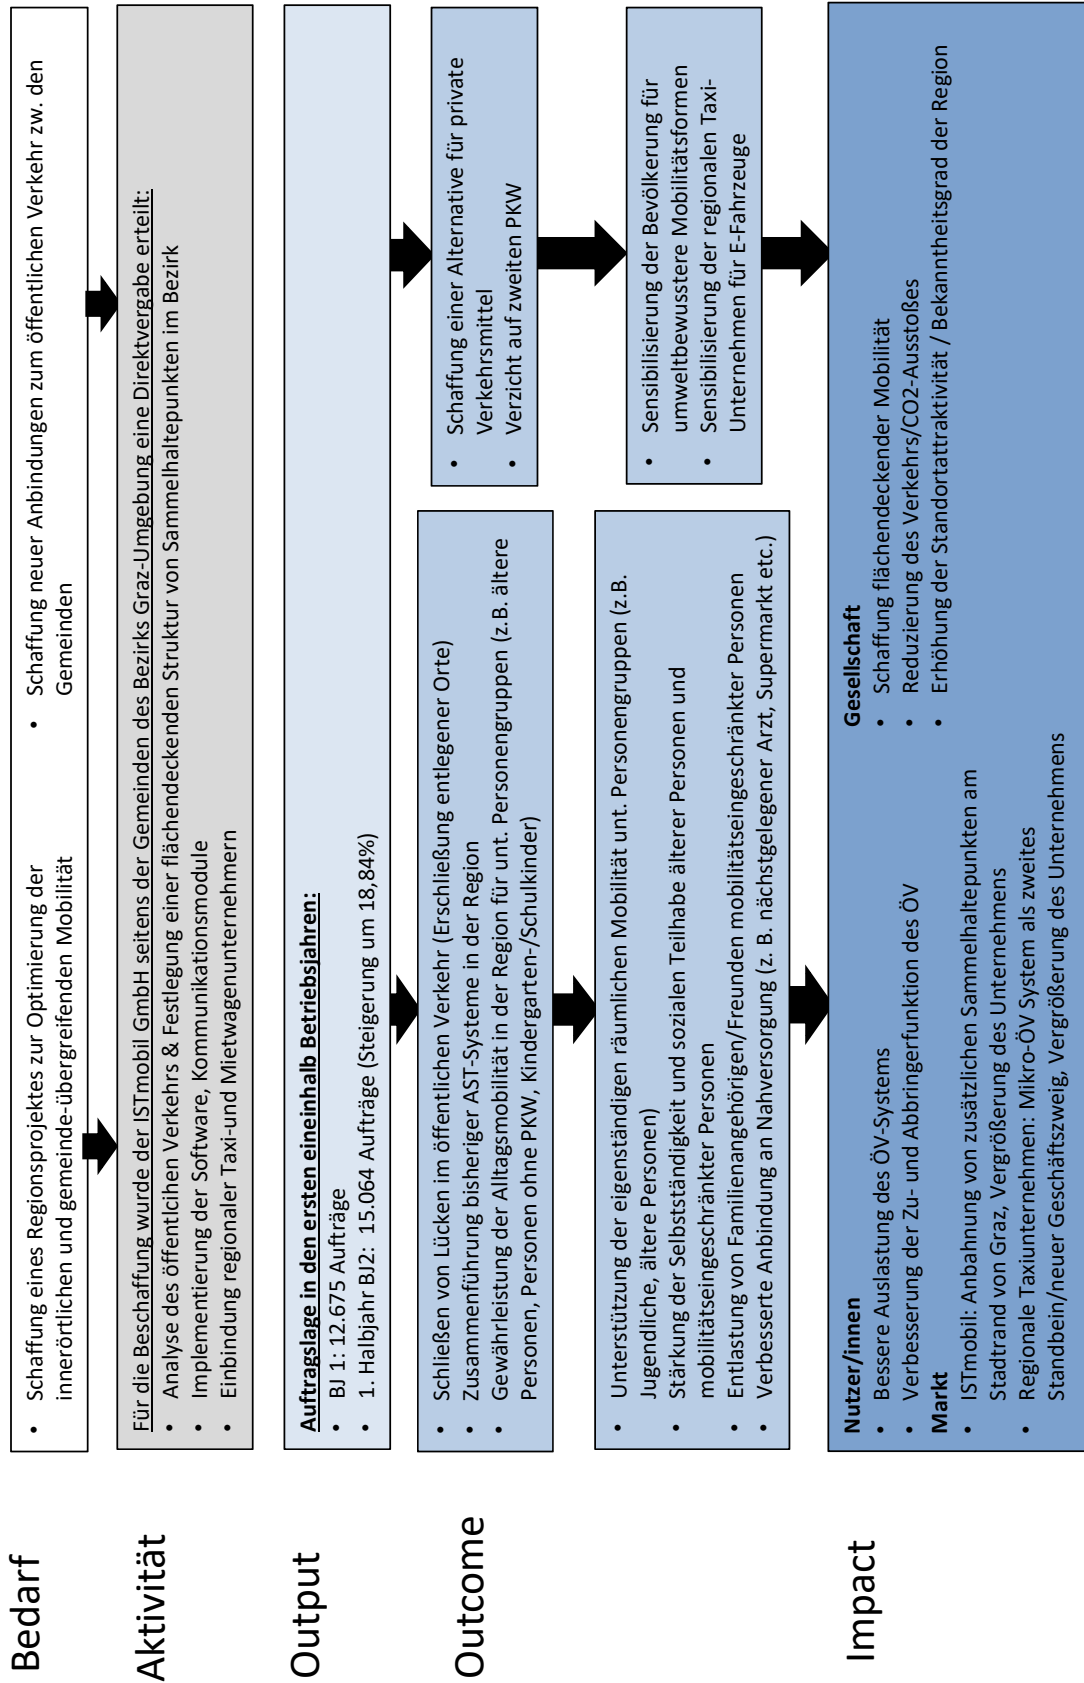 Bedarf
• Schaffung eines Regionsprojektes zur Optimierung der
innerörtlichen und gemeinde-übergreifenden Mobilität
• Schaffung neuer Anbindungen zum öffentlichen Verkehr zw. den
Gemeinden
Aktivität
Für die Beschaffung wurde der ISTmobil GmbH seitens der Gemeinden des Bezirks Graz-Umgebung eine Direktvergabe erteilt:
• Analyse des öffentlichen Verkehrs & Festlegung einer flächendeckenden Struktur von Sammelhaltepunkten im Bezirk
• Implementierung der Software, Kommunikationsmodule
• Einbindung regionaler Taxi-und Mietwagenunternehmern
Output
Auftragslage in den ersten eineinhalb Betriebsjahren:
• BJ 1: 12.675 Aufträge
• 1. Halbjahr BJ2: 15.064 Aufträge (Steigerung um 18,84%)
Outcome
• Schließen von Lücken im öffentlichen Verkehr (Erschließung entlegener Orte)
• Zusammenführung bisheriger AST-Systeme in der Region
• Gewährleistung der Alltagsmobilität in der Region für unt. Personengruppen (z.B. ältere
Personen, Personen ohne PKW, Kindergarten-/Schulkinder)
• Schaffung einer Alternative für private
Verkehrsmittel
• Verzicht auf zweiten PKW
• Unterstützung der eigenständigen räumlichen Mobilität unt. Personengruppen (z.B.
Jugendliche, ältere Personen)
• Stärkung der Selbstständigkeit und sozialen Teilhabe älterer Personen und
mobilitätseingeschränkter Personen
• Entlastung von Familienangehörigen/Freunden mobilitätseingeschränkter Personen
• Verbesserte Anbindung an Nahversorgung (z. B. nächstgelegener Arzt, Supermarkt etc.)
• Sensibilisierung der Bevölkerung für
umweltbewusstere Mobilitätsformen
• Sensibilisierung der regionalen Taxi-
Unternehmen für E-Fahrzeuge
Impact
Nutzer/innen
• Bessere Auslastung des ÖV-Systems
• Verbesserung der Zu- und Abbringerfunktion des ÖV
Markt
• ISTmobil: Anbahnung von zusätzlichen Sammelhaltepunkten am
Stadtrand von Graz, Vergrößerung des Unternehmens
• Regionale Taxiunternehmen: Mikro-ÖV System als zweites
Standbein/neuer Geschäftszweig, Vergrößerung des Unternehmens
Gesellschaft
• Schaffung flächendeckender Mobilität
• Reduzierung des Verkehrs/CO2-Ausstoßes
• Erhöhung der Standortattraktivität / Bekanntheitsgrad der Region